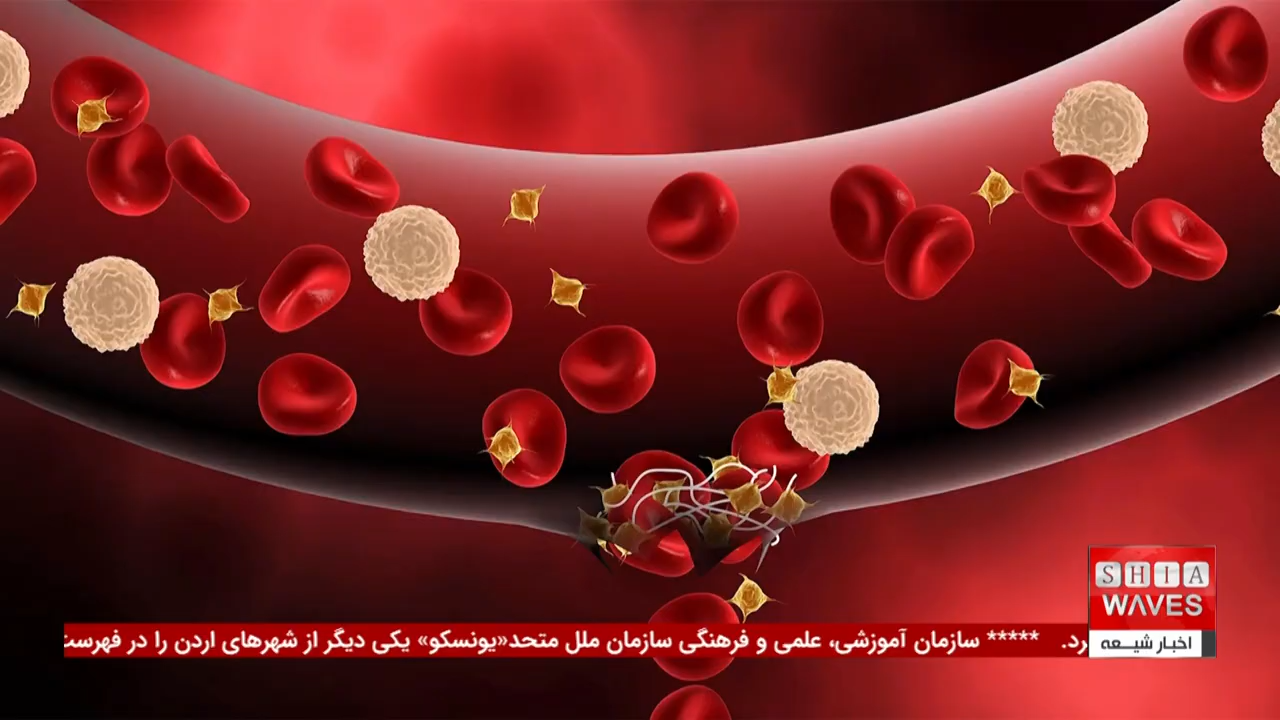 SHIA
WAVES
اخبار شیعه
رد. ***** سازمان آموزشی، علمی و فرهنگی سازمان ملل متحد«یونسکو» یکی دیگر از شهرهای اردن را در فهرست